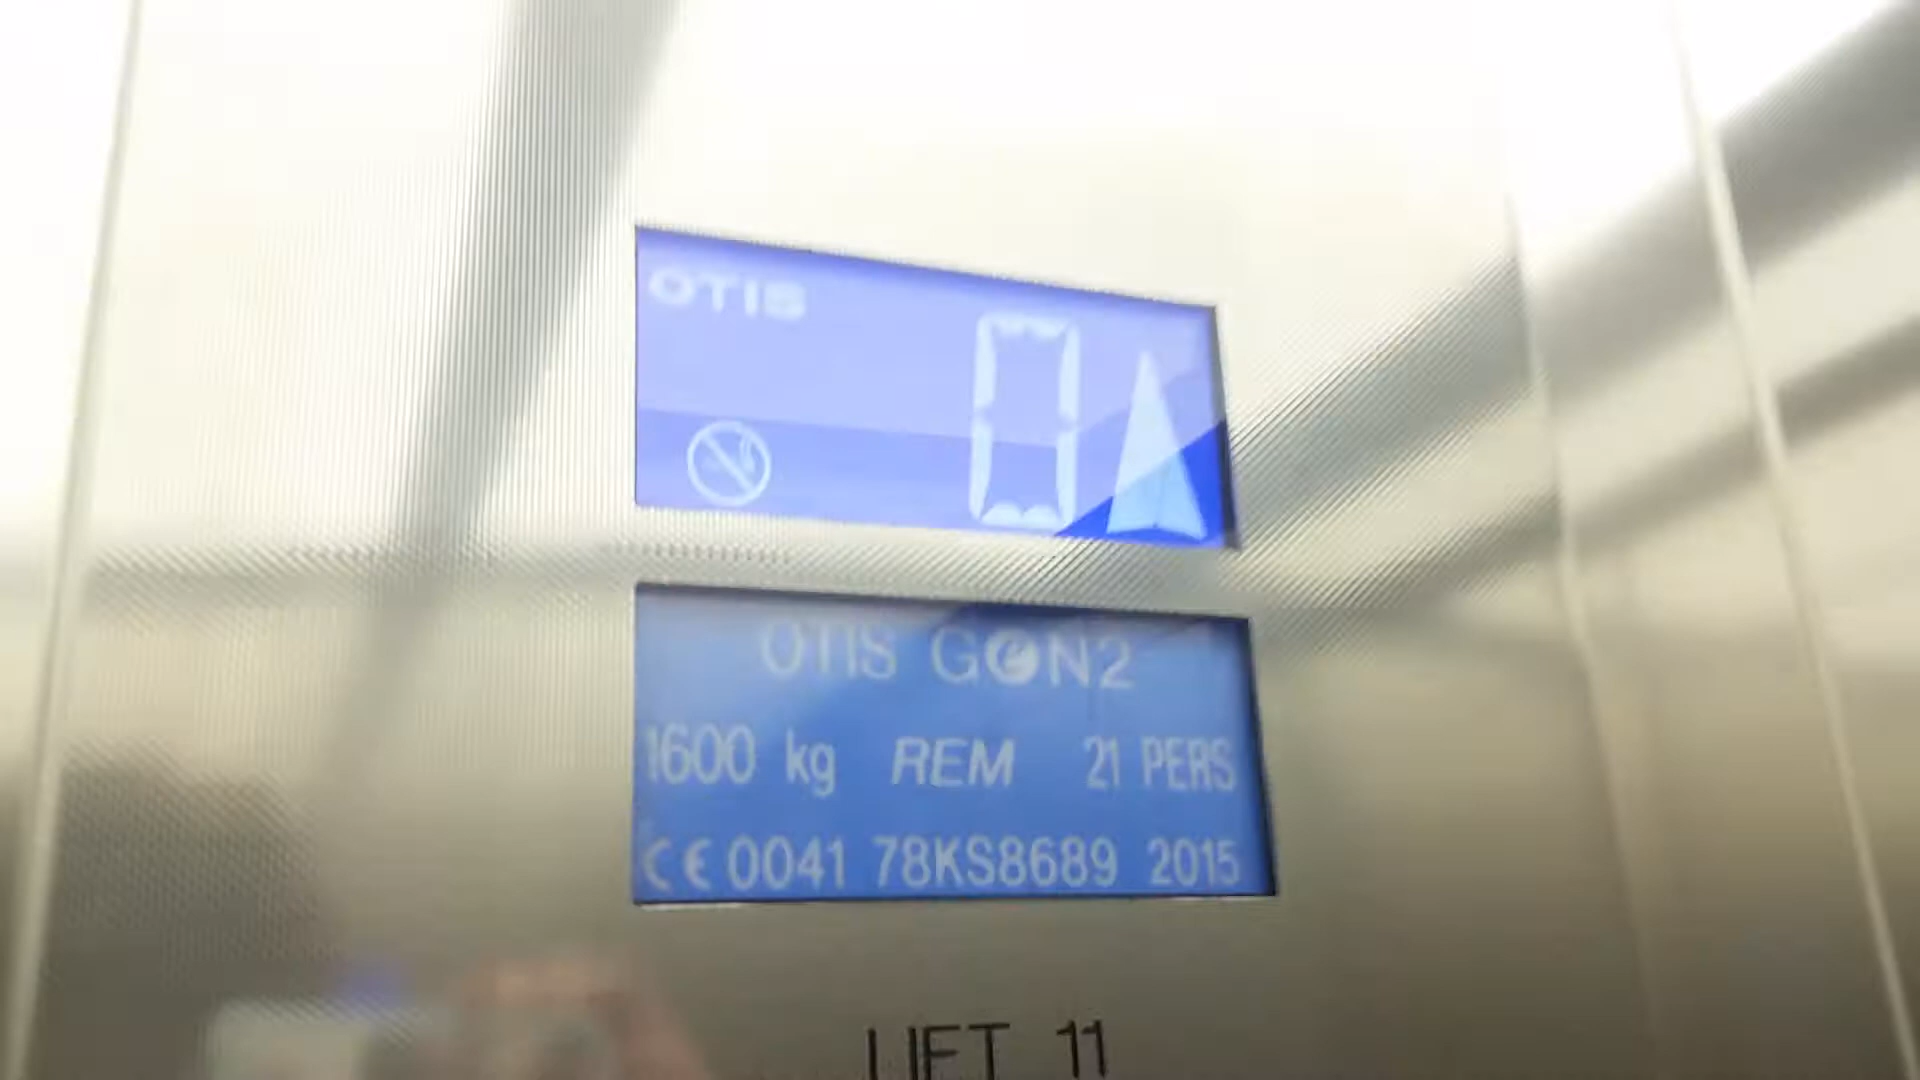 OTIS
0
OTIS GEN2
1600 kg REM 21 PERS
CE 0041 78KS8689 2015
LIFT 11